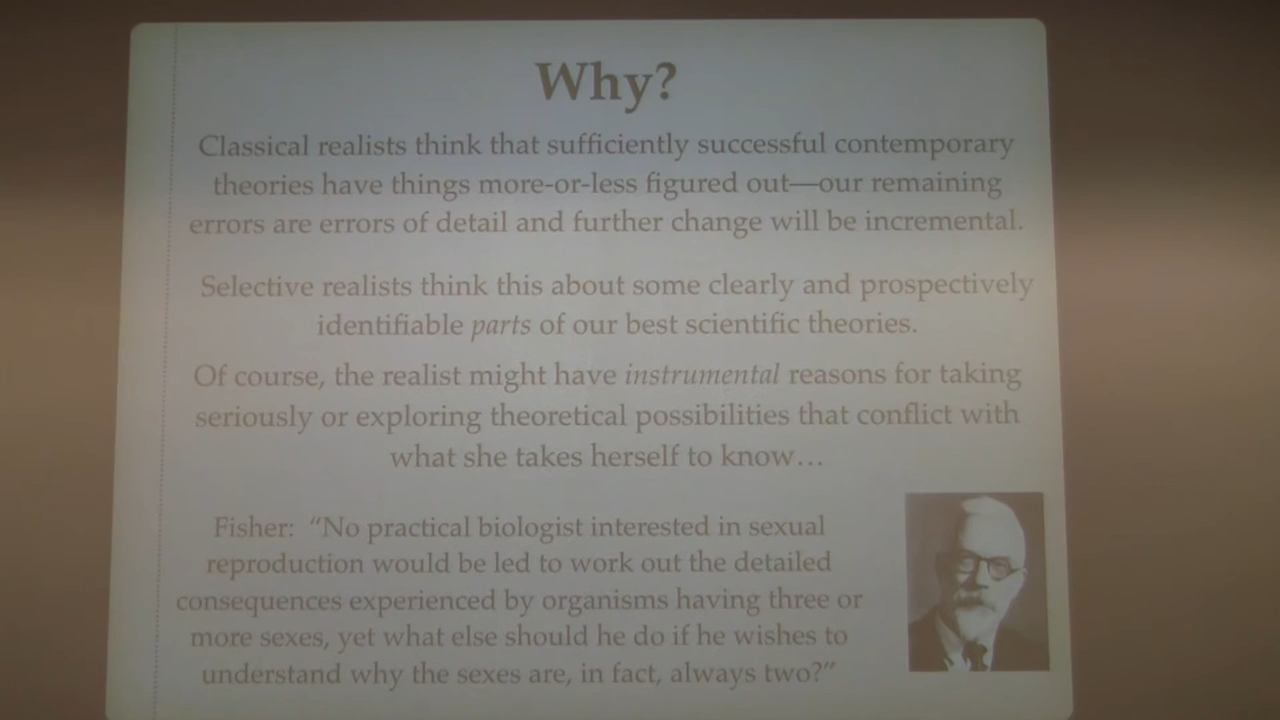 Why?
Classical realists think that sufficiently successful contemporary
theories have things more-or-less figured out—our remaining
errors are errors of detail and further change will be incremental.
Selective realists think this about some clearly and prospectively
identifiable parts of our best scientific theories.
Of course, the realist might have instrumental reasons for taking
seriously or exploring theoretical possibilities that conflict with
what she takes herself to know…
Fisher: “No practical biologist interested in sexual
reproduction would be led to work out the detailed
consequences experienced by organisms having three or
more sexes, yet what else should he do if he wishes to
understand why the sexes are, in fact, always two?”